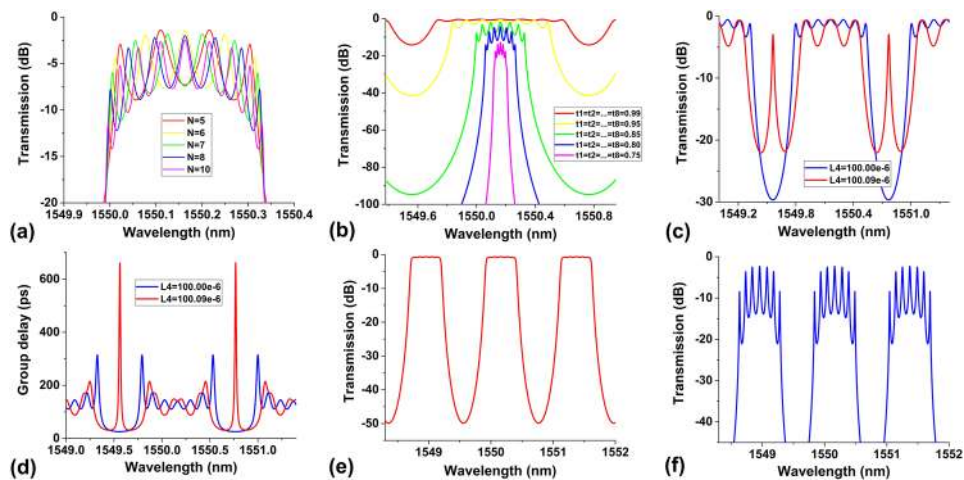 0
-5
-10
-15
-20
Transmission (dB)
N=5
N=6
N=7
N=8
N=10
1549.9 1550.0 1550.1 1550.2 1550.3 1550.4
Wavelength (nm)
(a)
0
-20
-40
-60
-80
-100
Transmission (dB)
t1=t2=...=t8=0.99
t1=t2=...=t8=0.95
t1=t2=...=t8=0.85
t1=t2=...=t8=0.80
t1=t2=...=t8=0.75
1549.6 1550.0 1550.4 1550.8
Wavelength (nm)
(b)
0
-10
-20
-30
Transmission (dB)
L4=100.00e-6
L4=100.09e-6
1549.2 1549.8 1550.4 1551.0
Wavelength (nm)
(c)
600
400
200
0
Group delay (ps)
L4=100.00e-6
L4=100.09e-6
1549.0 1549.5 1550.0 1550.5 1551.0
Wavelength (nm)
(d)
0
-10
-20
-30
-40
-50
Transmission (dB)
1549 1550 1551 1552
Wavelength (nm)
(e)
0
-10
-20
-30
-40
Transmission (dB)
1549 1550 1551 1552
Wavelength (nm)
(f)